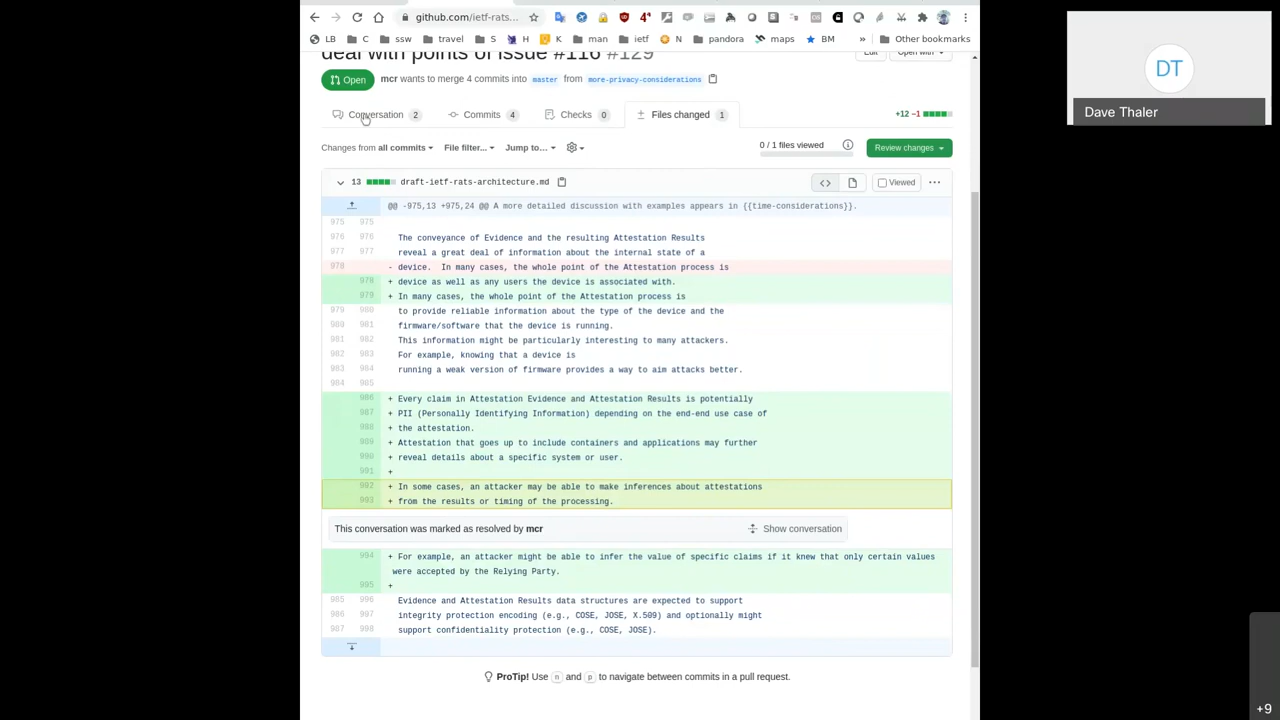 github.com/ietf-rats...
LB C ssw travel S H K man ietf N pandora maps BM » Other bookmarks
deal with points of issue #116 #129
Edit Open with
Open mcr wants to merge 4 commits into master from more-privacy-considerations
Conversation 2 Commits 4 Checks 0 Files changed 1 +12 −1
Changes from all commits File filter... Jump to... 0 / 1 files viewed Review changes
13 draft-ietf-rats-architecture.md Viewed
@@ -975,13 +975,24 @@ A more detailed discussion with examples appears in {{time-considerations}}.
975 975
976 976 The conveyance of Evidence and the resulting Attestation Results
977 977 reveal a great deal of information about the internal state of a
978 - device.  In many cases, the whole point of the Attestation process is
978 + device as well as any users the device is associated with.
979 + In many cases, the whole point of the Attestation process is
979 980 to provide reliable information about the type of the device and the
980 981 firmware/software that the device is running.
981 982 This information might be particularly interesting to many attackers.
982 983 For example, knowing that a device is
983 984 running a weak version of firmware provides a way to aim attacks better.
984 985
986 + Every claim in Attestation Evidence and Attestation Results is potentially
987 + PII (Personally Identifying Information) depending on the end-end use case of
988 + the attestation.
989 + Attestation that goes up to include containers and applications may further
990 + reveal details about a specific system or user.
991 +
992 + In some cases, an attacker may be able to make inferences about attestations
993 + from the results or timing of the processing.
This conversation was marked as resolved by mcr Show conversation
994 + For example, an attacker might be able to infer the value of specific claims if it knew that only certain values
were accepted by the Relying Party.
995 +
985 996 Evidence and Attestation Results data structures are expected to support
986 997 integrity protection encoding (e.g., COSE, JOSE, X.509) and optionally might
987 998 support confidentiality protection (e.g., COSE, JOSE).
ProTip! Use n and p to navigate between commits in a pull request.
DT
Dave Thaler
+9